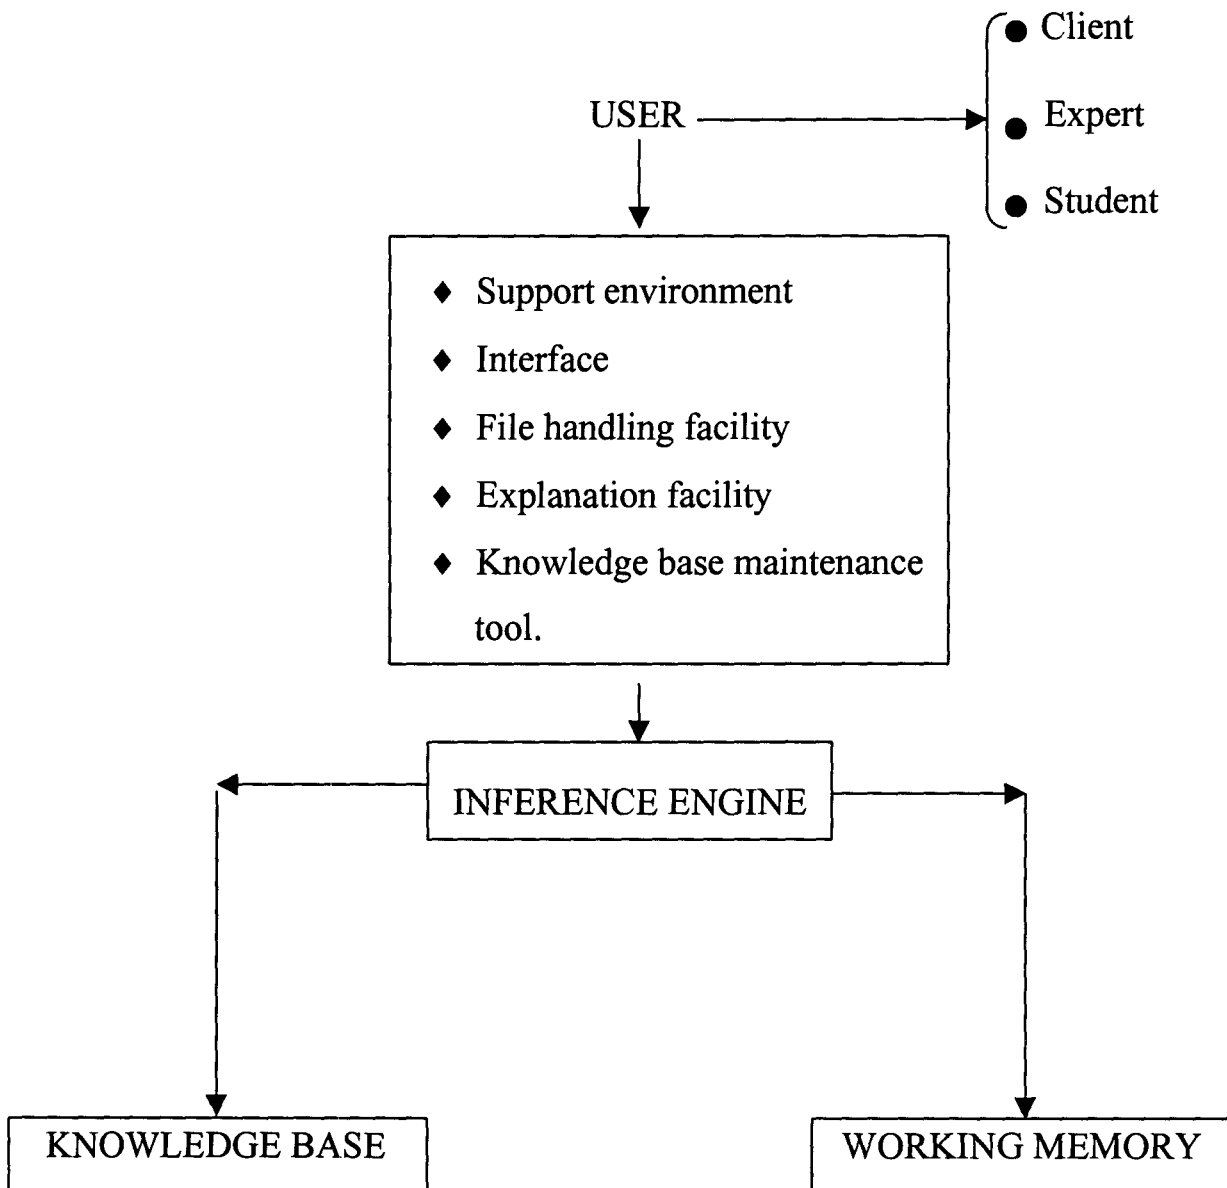 Client
USER
Expert
Student
Support environment
Interface
File handling facility
Explanation facility
Knowledge base maintenance
tool.
INFERENCE ENGINE
KNOWLEDGE BASE
WORKING MEMORY